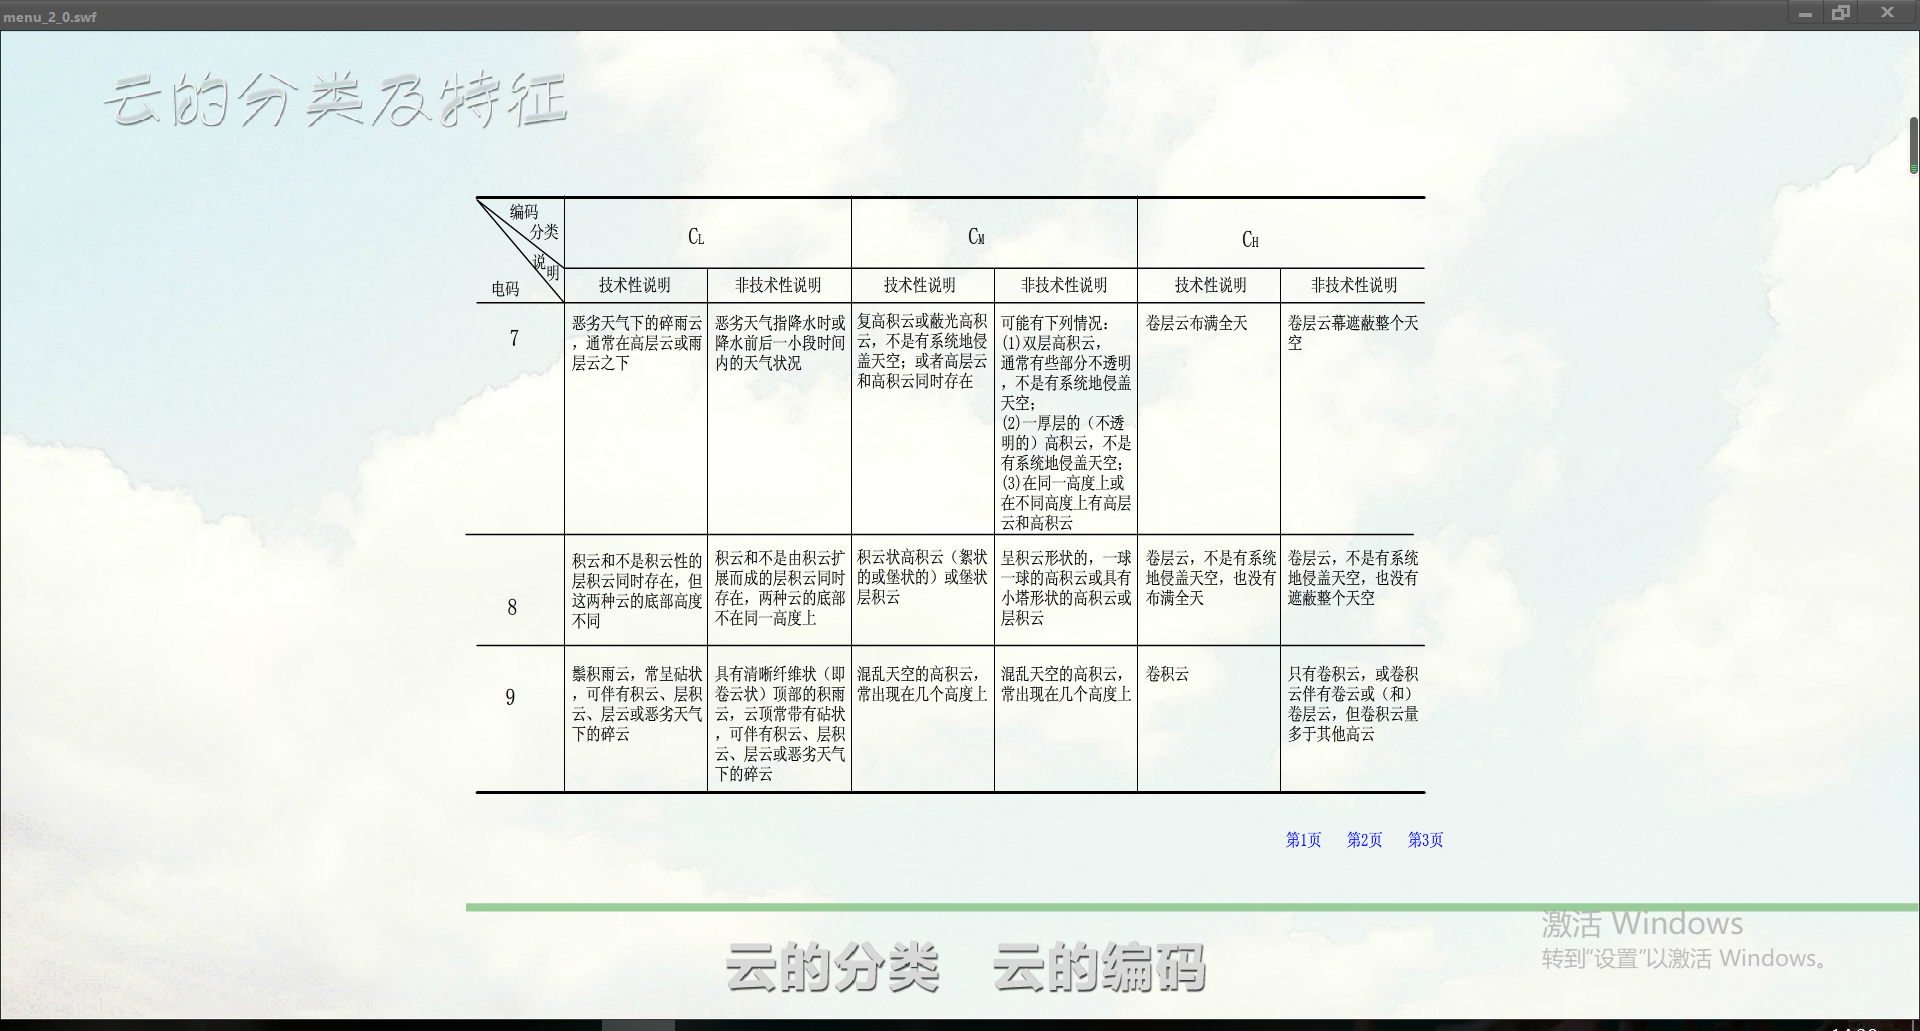 menu_2_0.swf
云的分类及特征
编码
分类
说明
电码
CL
CM
CH
技术性说明
非技术性说明
技术性说明
非技术性说明
技术性说明
非技术性说明
7
恶劣天气下的碎雨云
，通常在高层云或雨
层云之下
恶劣天气指降水时或
降水前后一小段时间
内的天气状况
复高积云或蔽光高积
云，不是有系统地侵
盖天空；或者高层云
和高积云同时存在
可能有下列情况：
(1)双层高积云，
通常有些部分不透明
，不是有系统地侵盖
天空；
(2)一厚层的（不透
明的）高积云，不是
有系统地侵盖天空；
(3)在同一高度上或
在不同高度上有高层
云和高积云
卷层云布满全天
卷层云幕遮蔽整个天
空
8
积云和不是积云性的
层积云同时存在，但
这两种云的底部高度
不同
积云和不是由积云扩
展而成的层积云同时
存在，两种云的底部
不在同一高度上
积云状高积云（絮状
的或堡状的）或堡状
层积云
呈积云形状的，一球
一球的高积云或具有
小塔形状的高积云或
层积云
卷层云，不是有系统
地侵盖天空，也没有
布满全天
卷层云，不是有系统
地侵盖天空，也没有
遮蔽整个天空
9
鬃积雨云，常呈砧状
，可伴有积云、层积
云、层云或恶劣天气
下的碎云
具有清晰纤维状（即
卷云状）顶部的积雨
云，云顶常带有砧状
，可伴有积云、层积
云、层云或恶劣天气
下的碎云
混乱天空的高积云，
常出现在几个高度上
混乱天空的高积云，
常出现在几个高度上
卷积云
只有卷积云，或卷积
云伴有卷云或（和）
卷层云，但卷积云量
多于其他高云
第1页 第2页 第3页
云的分类 云的编码
激活 Windows
转到“设置”以激活 Windows。